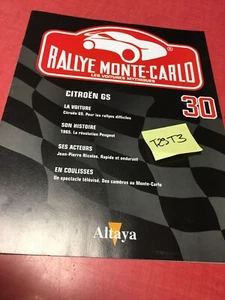 RALLYE MONTE-CARLO
LES VOITURES MYTHIQUES
CITROËN GS
30
LA VOITURE
Citroën GS. Pour les rallyes difficiles
SON HISTOIRE
1985. La révolution Peugeot
SES ACTEURS
Jean-Pierre Nicolas. Rapide et endurant
EN COULISSES
Un spectacle télévisé. Des caméras au Monte-Carlo
Altaya